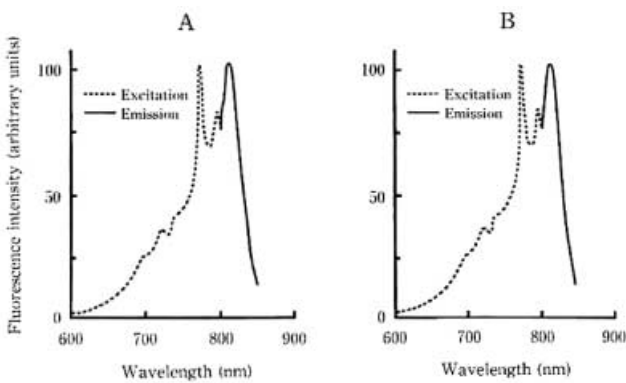 A
B
Fluorescence intensity (arbitrary units)
100
50
0
Excitation
Emission
600
700
800
900
Wavelength (nm)
100
50
0
Excitation
Emission
600
700
800
900
Wavelength (nm)